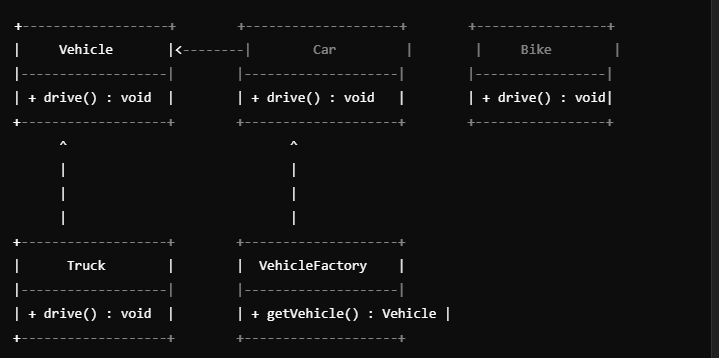 +-------------------+        +--------------------+        +-----------------+
|     Vehicle       |<--------|        Car         |        |     Bike        |
|-------------------|        |--------------------|       |-----------------|
| + drive() : void  |        | + drive() : void   |       | + drive() : void|
+-------------------+        +--------------------+       +-----------------+
      ^                             ^
      |                             |
      |                             |
      |                             |
+-------------------+        +--------------------+
|      Truck        |        |  VehicleFactory    |
|-------------------|        |--------------------|
| + drive() : void  |        | + getVehicle() : Vehicle |
+-------------------+        +--------------------+